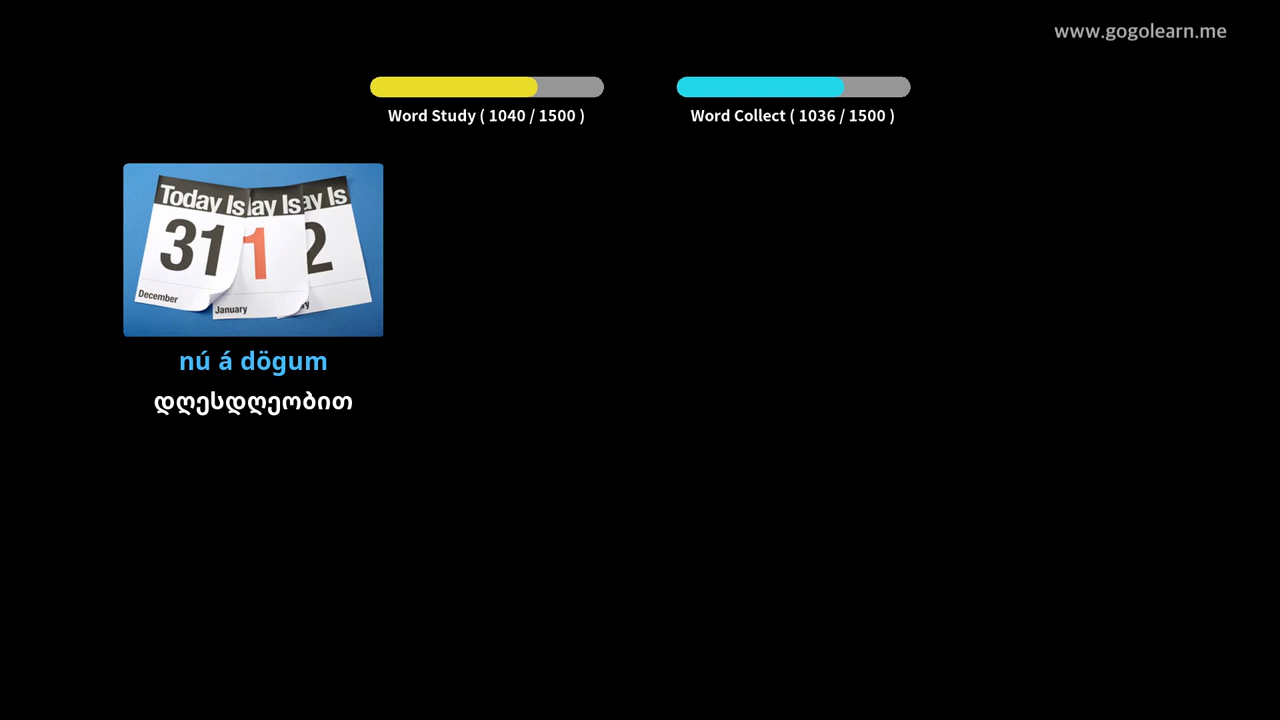 www.gogolearn.me
Word Study ( 1040 / 1500 )
Word Collect ( 1036 / 1500 )
Today Is
ay Is
ay Is
31
1
2
December
January
ry
nú á dögum
დღესდღეობით